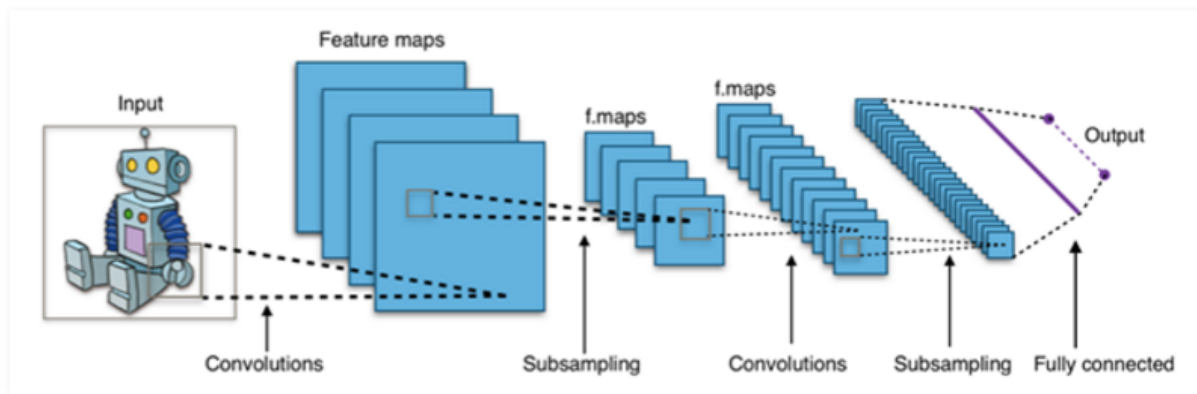 Feature maps
Input
f.maps
f.maps
Output
Convolutions
Subsampling
Convolutions
Subsampling
Fully connected